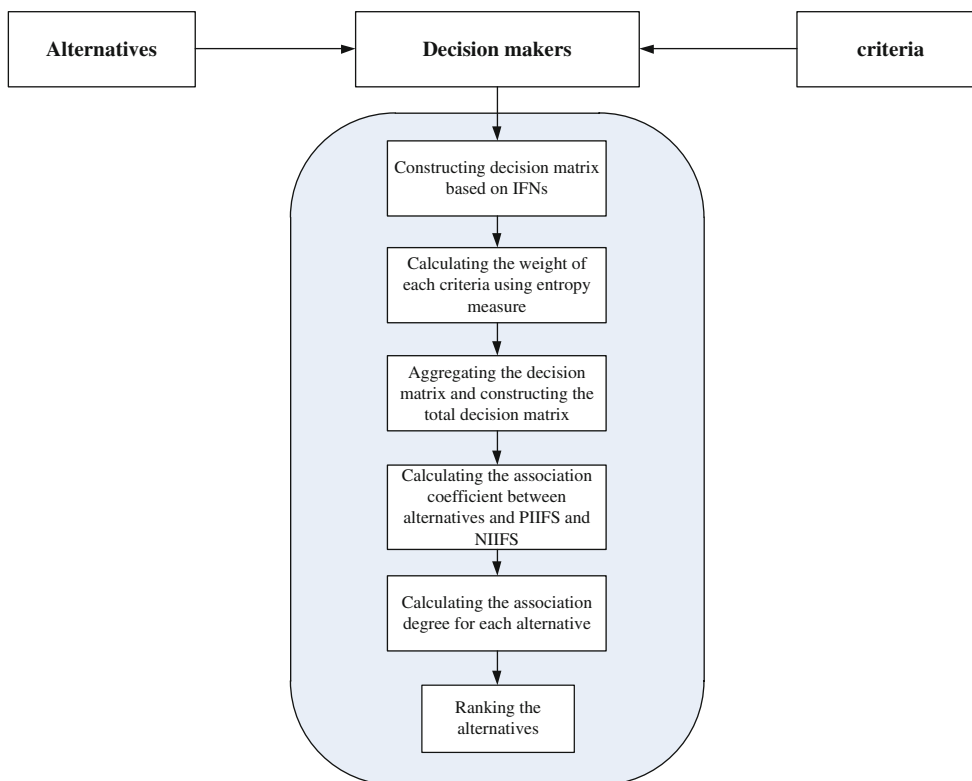 Alternatives
Decision makers
criteria
Constructing decision matrix
based on IFNs
Calculating the weight of
each criteria using entropy
measure
Aggregating the decision
matrix and constructing the
total decision matrix
Calculating the association
coefficient between
alternatives and PIIFS and
NIIFS
Calculating the association
degree for each alternative
Ranking the
alternatives